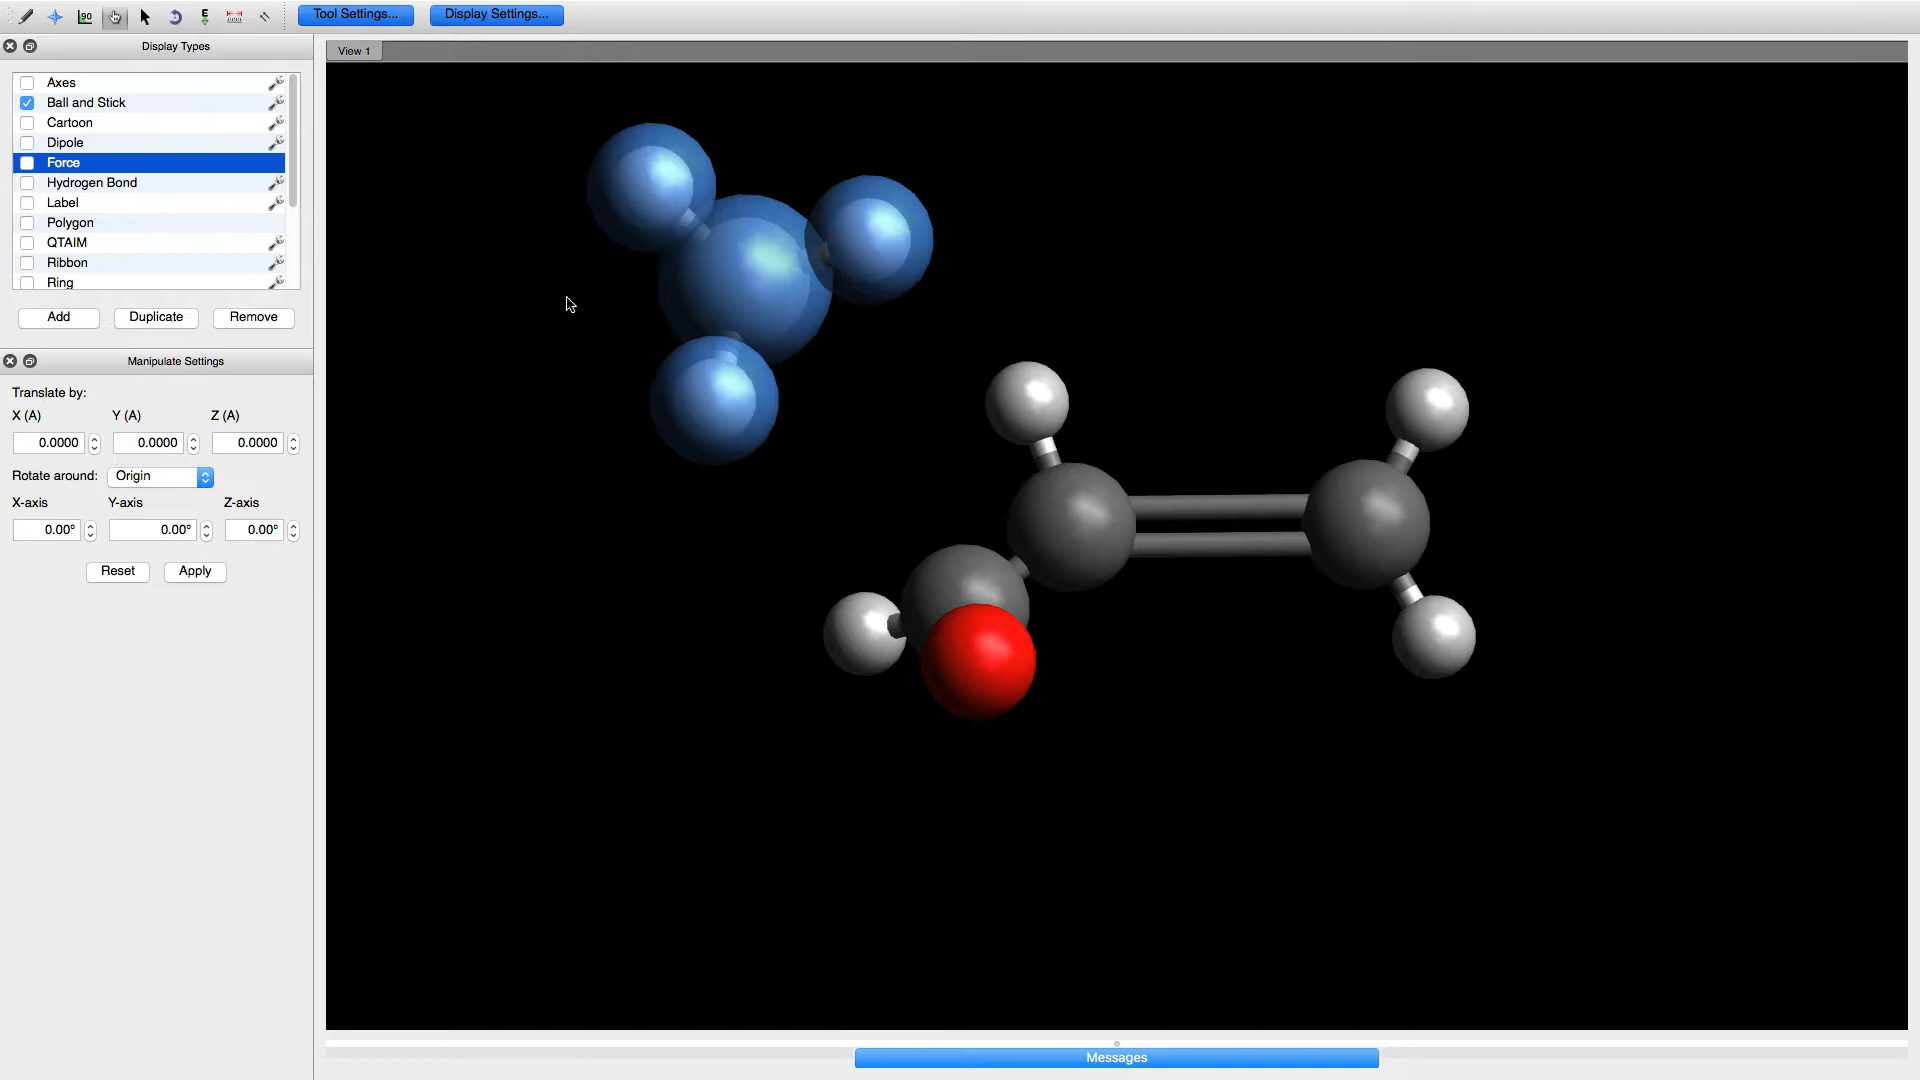 90
E
Tool Settings...
Display Settings...
Display Types
View 1
Axes
Ball and Stick
Cartoon
Dipole
Force
Hydrogen Bond
Label
Polygon
QTAIM
Ribbon
Ring
Add
Duplicate
Remove
Manipulate Settings
Translate by:
X (A)
Y (A)
Z (A)
0.0000
0.0000
0.0000
Rotate around:
Origin
X-axis
Y-axis
Z-axis
0.00°
0.00°
0.00°
Reset
Apply
Messages